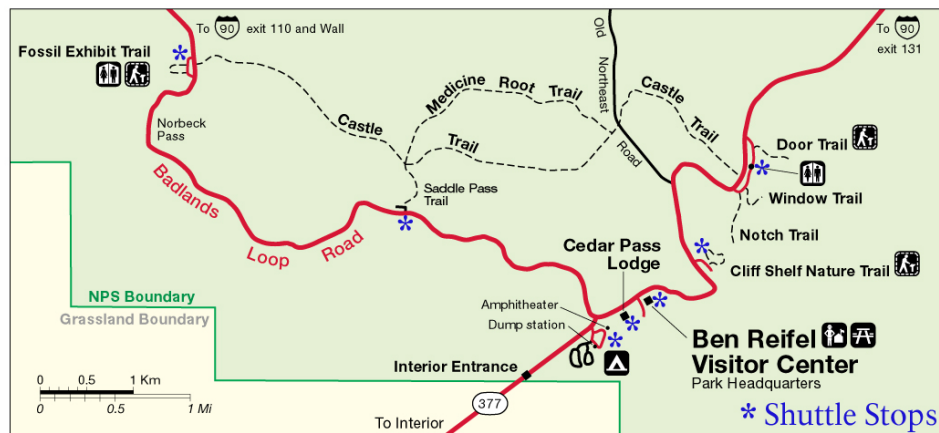 To 90 exit 110 and Wall
Fossil Exhibit Trail
Norbeck
Pass
Badlands
Loop
Road
Castle
Trail
Medicine Root Trail
Saddle Pass
Trail
Old
Northeast
Road
Castle
Trail
To 90
exit 131
Door Trail
Window Trail
Notch Trail
Cliff Shelf Nature Trail
Cedar Pass
Lodge
Amphitheater
Dump station
Ben Reifel
Visitor Center
Park Headquarters
Interior Entrance
377
To Interior
NPS Boundary
Grassland Boundary
0 0.5 1 Km
0 0.5 1 Mi
* Shuttle Stops